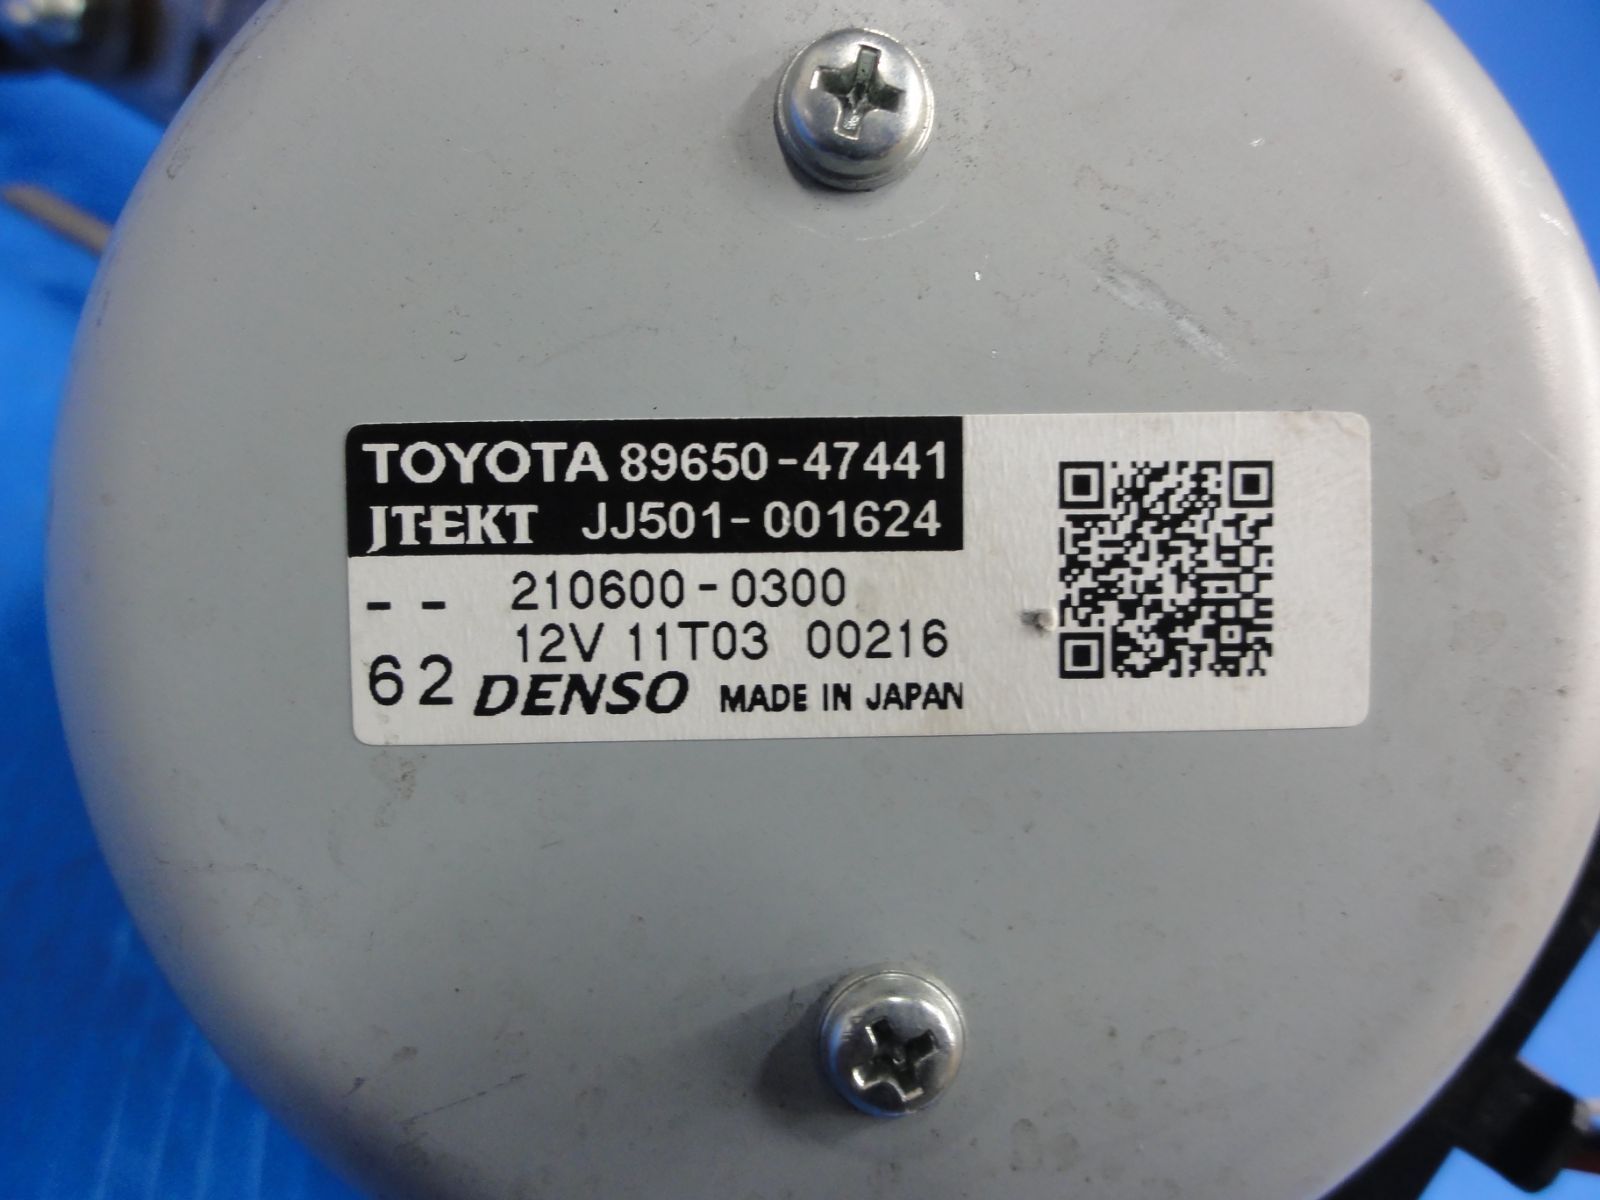 TOYOTA 89650-47441
JTEKT JJ501-001624
-- 210600-0300
12V 11T03 00216
62 DENSO MADE IN JAPAN